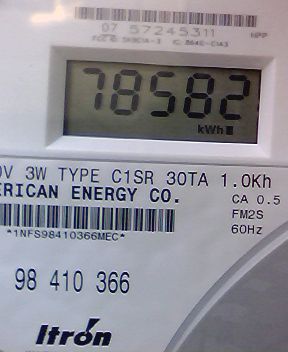 07 57245311
NPP
78582
kWh
0V 3W TYPE C1SR 30TA 1.0Kh
ERICAN ENERGY CO.
CA 0.5
FM2S
60Hz
*1NFS98410366MEC*
98 410 366
Itron